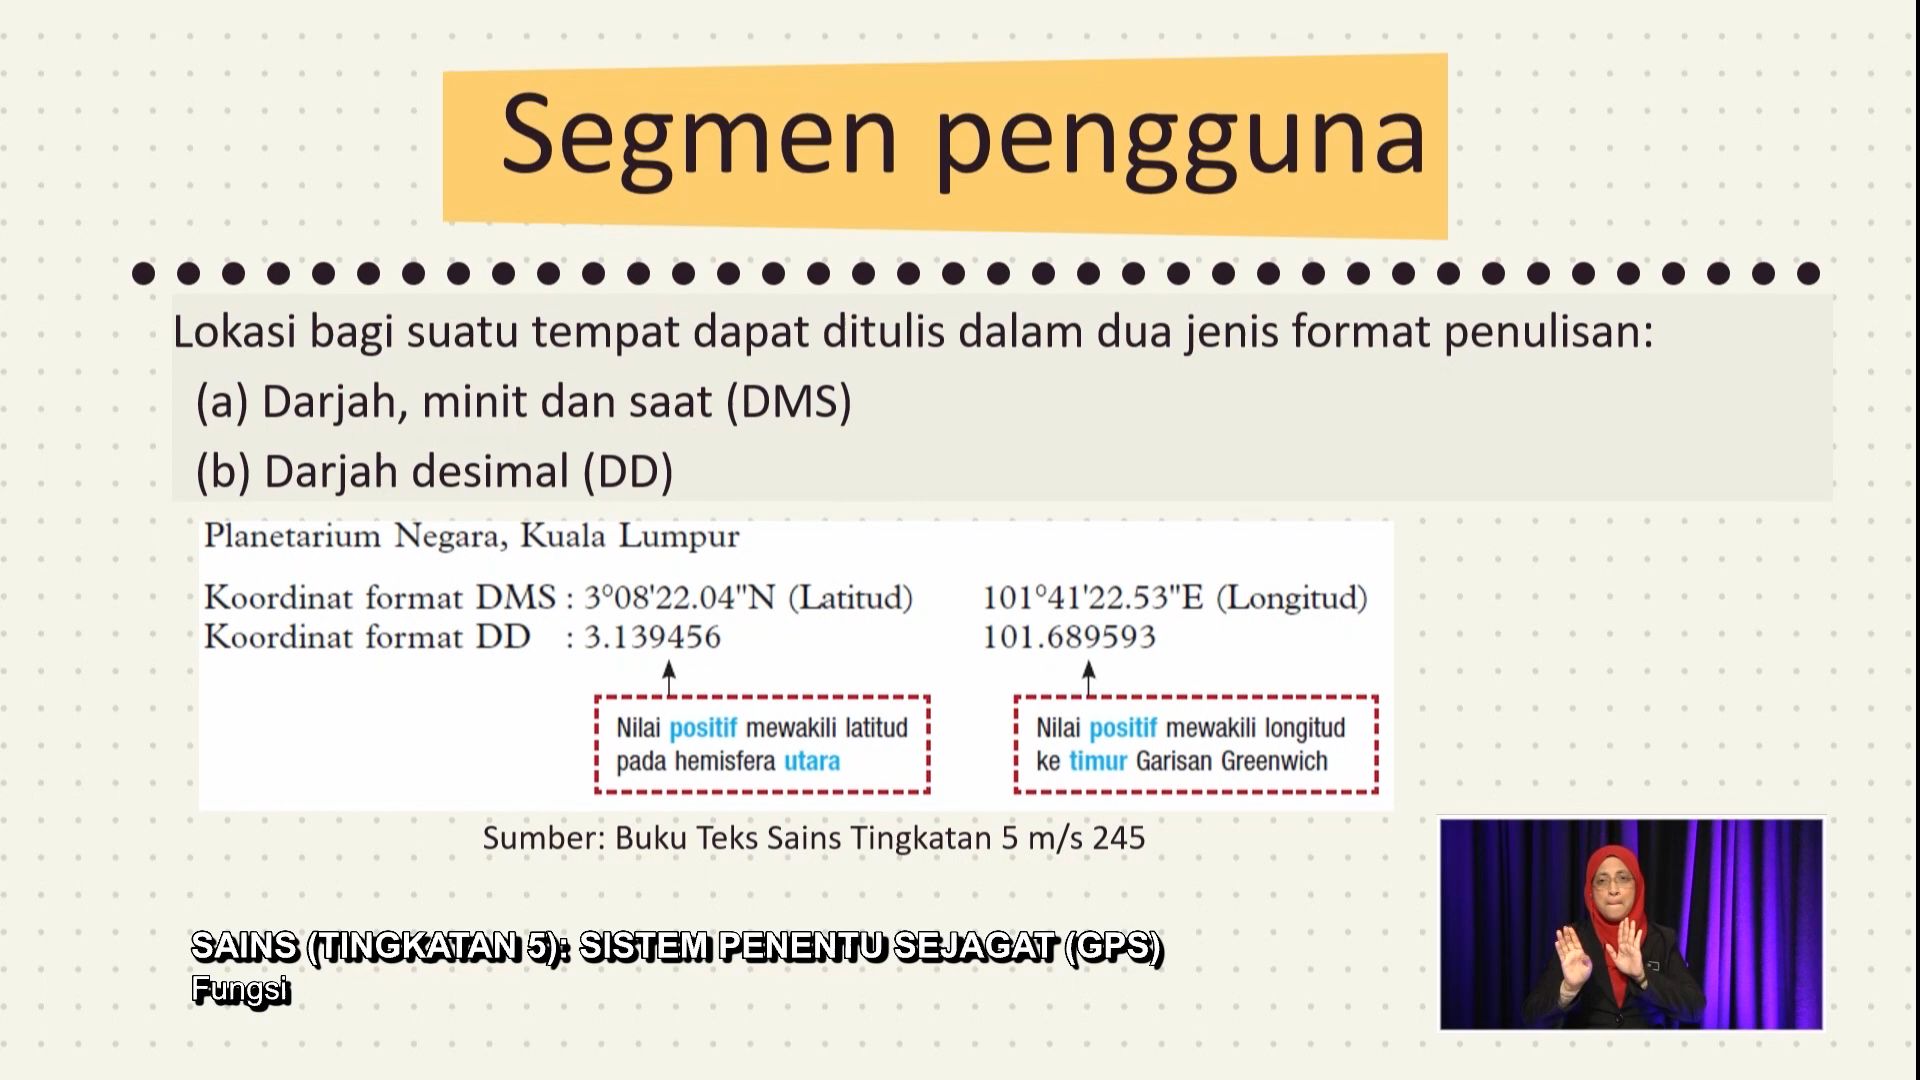 Segmen pengguna
Lokasi bagi suatu tempat dapat ditulis dalam dua jenis format penulisan:
(a) Darjah, minit dan saat (DMS)
(b) Darjah desimal (DD)
Planetarium Negara, Kuala Lumpur
Koordinat format DMS : 3°08'22.04"N (Latitud) 101°41'22.53"E (Longitud)
Koordinat format DD : 3.139456 101.689593
Nilai positif mewakili latitud
pada hemisfera utara
Nilai positif mewakili longitud
ke timur Garisan Greenwich
Sumber: Buku Teks Sains Tingkatan 5 m/s 245
SAINS (TINGKATAN 5): SISTEM PENENTU SEJAGAT (GPS)
Fungsi